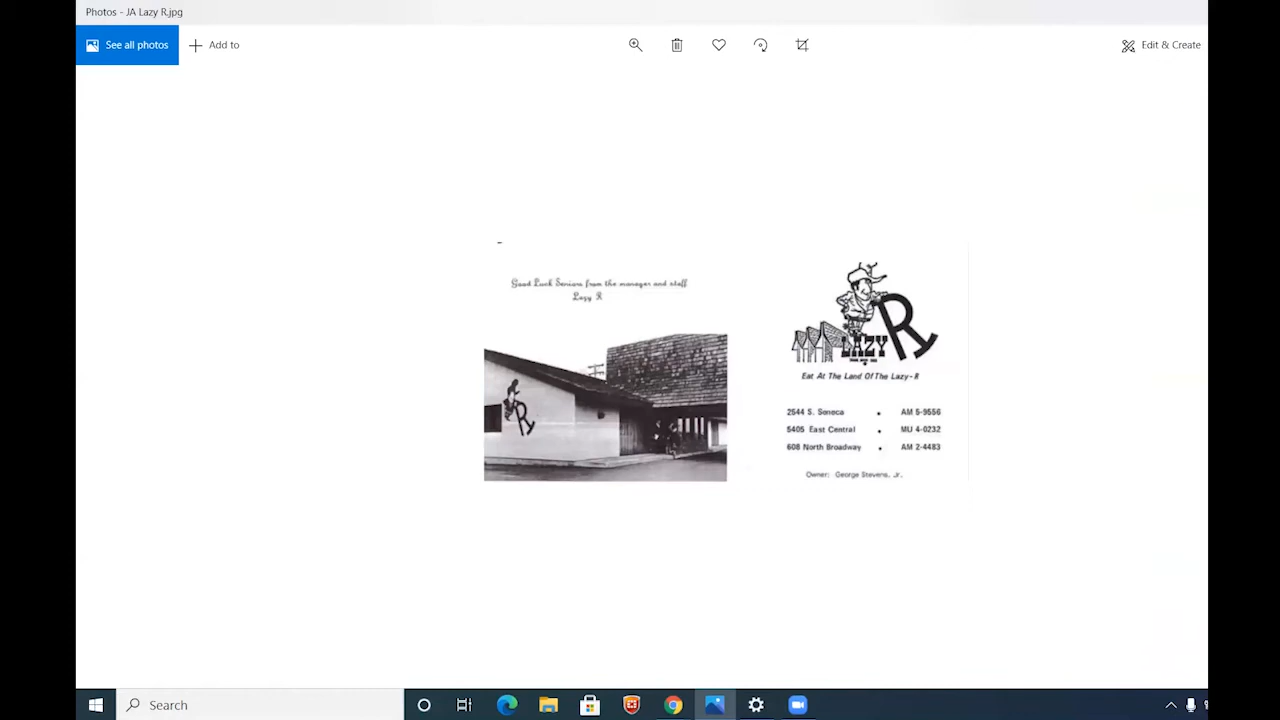 Photos - JA Lazy R.jpg
See all photos
Add to
Edit & Create
Good Luck Seniors from the manager and staff
Lazy R
R
LAZY R
Eat At The Land Of The Lazy-R
2544 S. Seneca • AM 5-9556
5405 East Central • MU 4-0232
608 North Broadway • AM 2-4483
Owner: George Stevens, Jr.
Search